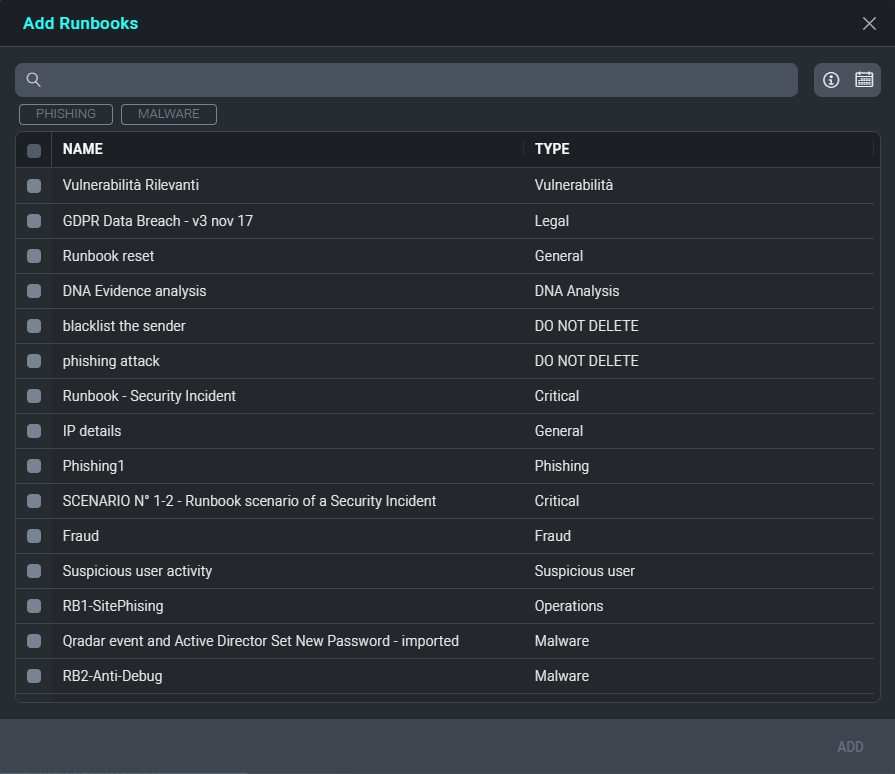 Add Runbooks
PHISHING MALWARE
NAME TYPE
Vulnerabilità Rilevanti Vulnerabilità
GDPR Data Breach - v3 nov 17 Legal
Runbook reset General
DNA Evidence analysis DNA Analysis
blacklist the sender DO NOT DELETE
phishing attack DO NOT DELETE
Runbook - Security Incident Critical
IP details General
Phishing1 Phishing
SCENARIO N° 1-2 - Runbook scenario of a Security Incident Critical
Fraud Fraud
Suspicious user activity Suspicious user
RB1-SitePhising Operations
Qradar event and Active Director Set New Password - imported Malware
RB2-Anti-Debug Malware
ADD